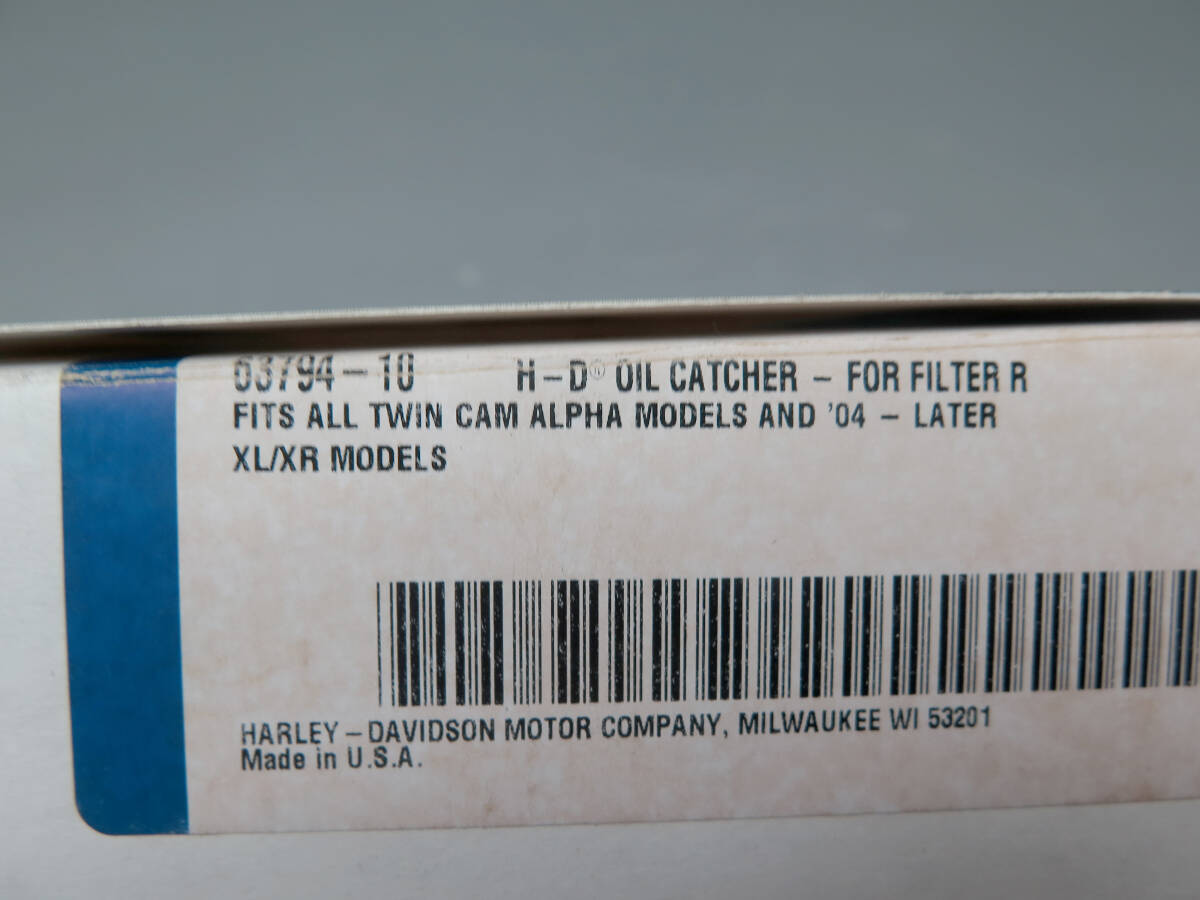 63794-10 H-D® OIL CATCHER - FOR FILTER R
FITS ALL TWIN CAM ALPHA MODELS AND '04 - LATER
XL/XR MODELS
HARLEY-DAVIDSON MOTOR COMPANY, MILWAUKEE WI 53201
Made in U.S.A.